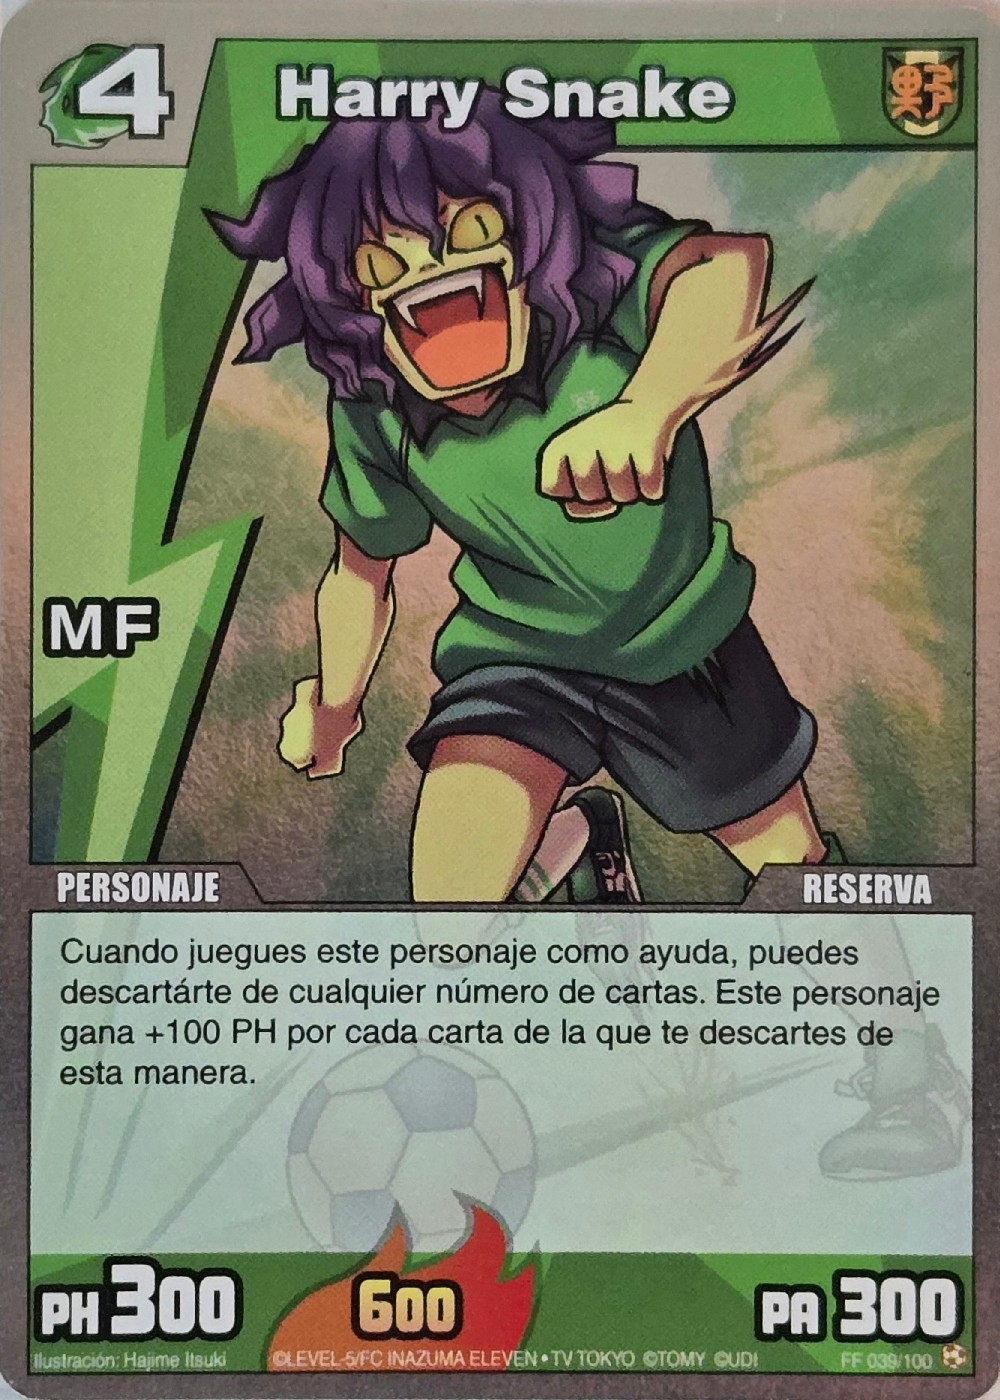 4
Harry Snake
野
MF
PERSONAJE
RESERVA
Cuando juegues este personaje como ayuda, puedes
descartárte de cualquier número de cartas. Este personaje
gana +100 PH por cada carta de la que te descartes de
esta manera.
PH 300
600
PA 300
Ilustración: Hajime Itsuki
©LEVEL-5/FC INAZUMA ELEVEN • TV TOKYO ©TOMY ©UDI
FF 039/100